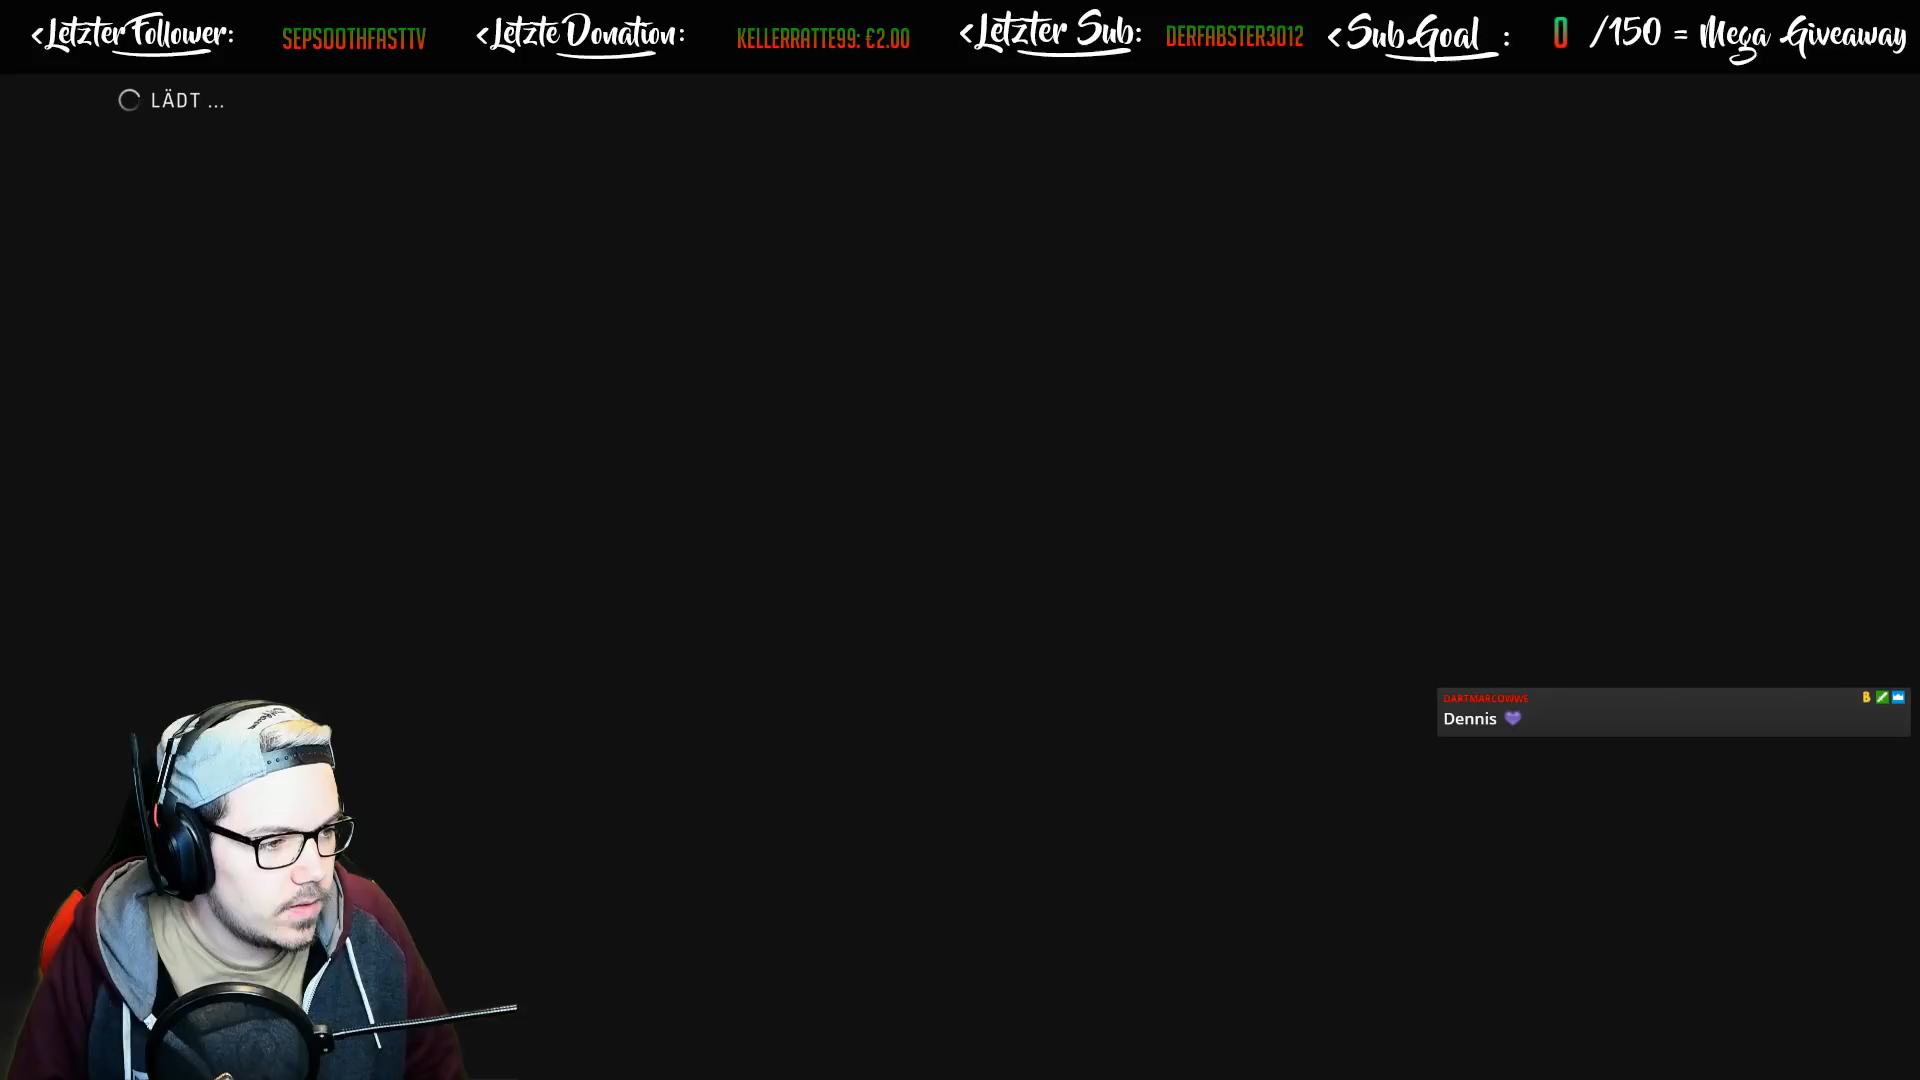 <Letzter Follower: SEPSOOTHFASTTV <Letzte Donation: KELLERRATTE99: €2.00 <Letzter Sub: DERFABSTER3012 <Sub Goal : 0 /150 = Mega Giveaway
LÄDT ...
DARTMARCOWWE
Dennis 💜